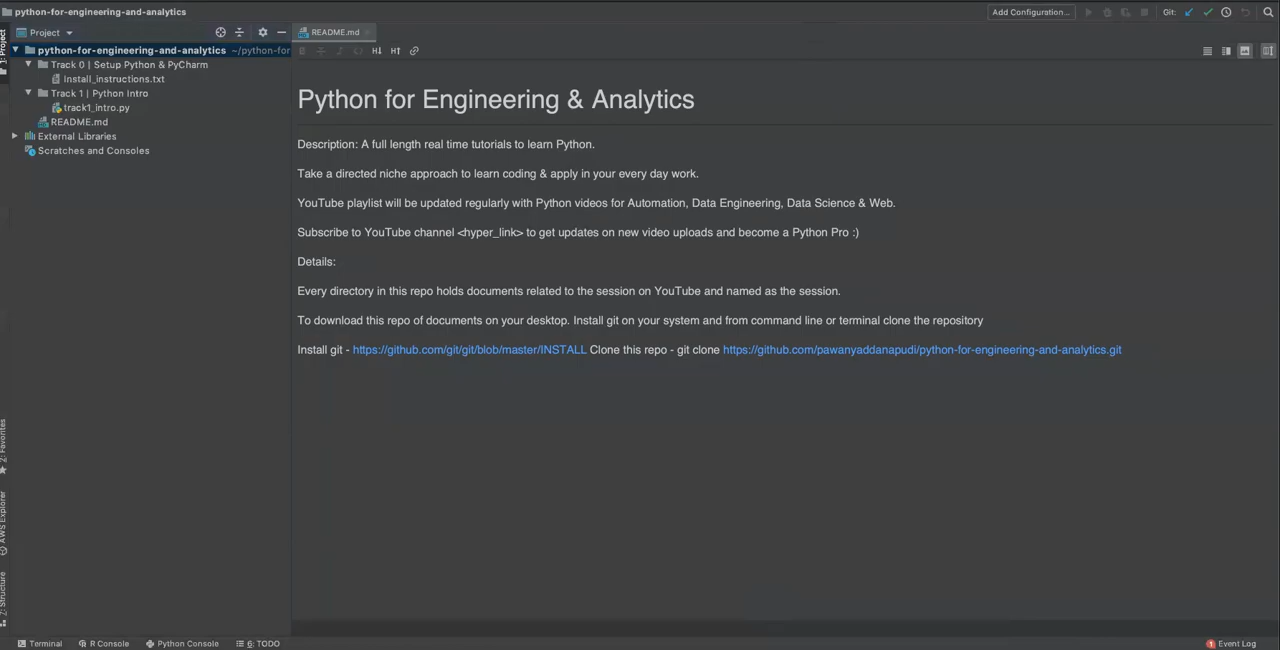 python-for-engineering-and-analytics
Add Configuration...
Git:
Project
README.md
1: Project
python-for-engineering-and-analytics ~/python-for
H↓ H↑
Track 0 | Setup Python & PyCharm
install_instructions.txt
Track 1 | Python Intro
track1_intro.py
README.md
External Libraries
Scratches and Consoles
Python for Engineering & Analytics
Description: A full length real time tutorials to learn Python.
Take a directed niche approach to learn coding & apply in your every day work.
YouTube playlist will be updated regularly with Python videos for Automation, Data Engineering, Data Science & Web.
Subscribe to YouTube channel <hyper_link> to get updates on new video uploads and become a Python Pro :)
Details:
Every directory in this repo holds documents related to the session on YouTube and named as the session.
To download this repo of documents on your desktop. Install git on your system and from command line or terminal clone the repository
Install git - https://github.com/git/git/blob/master/INSTALL Clone this repo - git clone https://github.com/pawanyaddanapudi/python-for-engineering-and-analytics.git
2: Favorites
AWS Explorer
7: Structure
Terminal
R Console
Python Console
6: TODO
1 Event Log